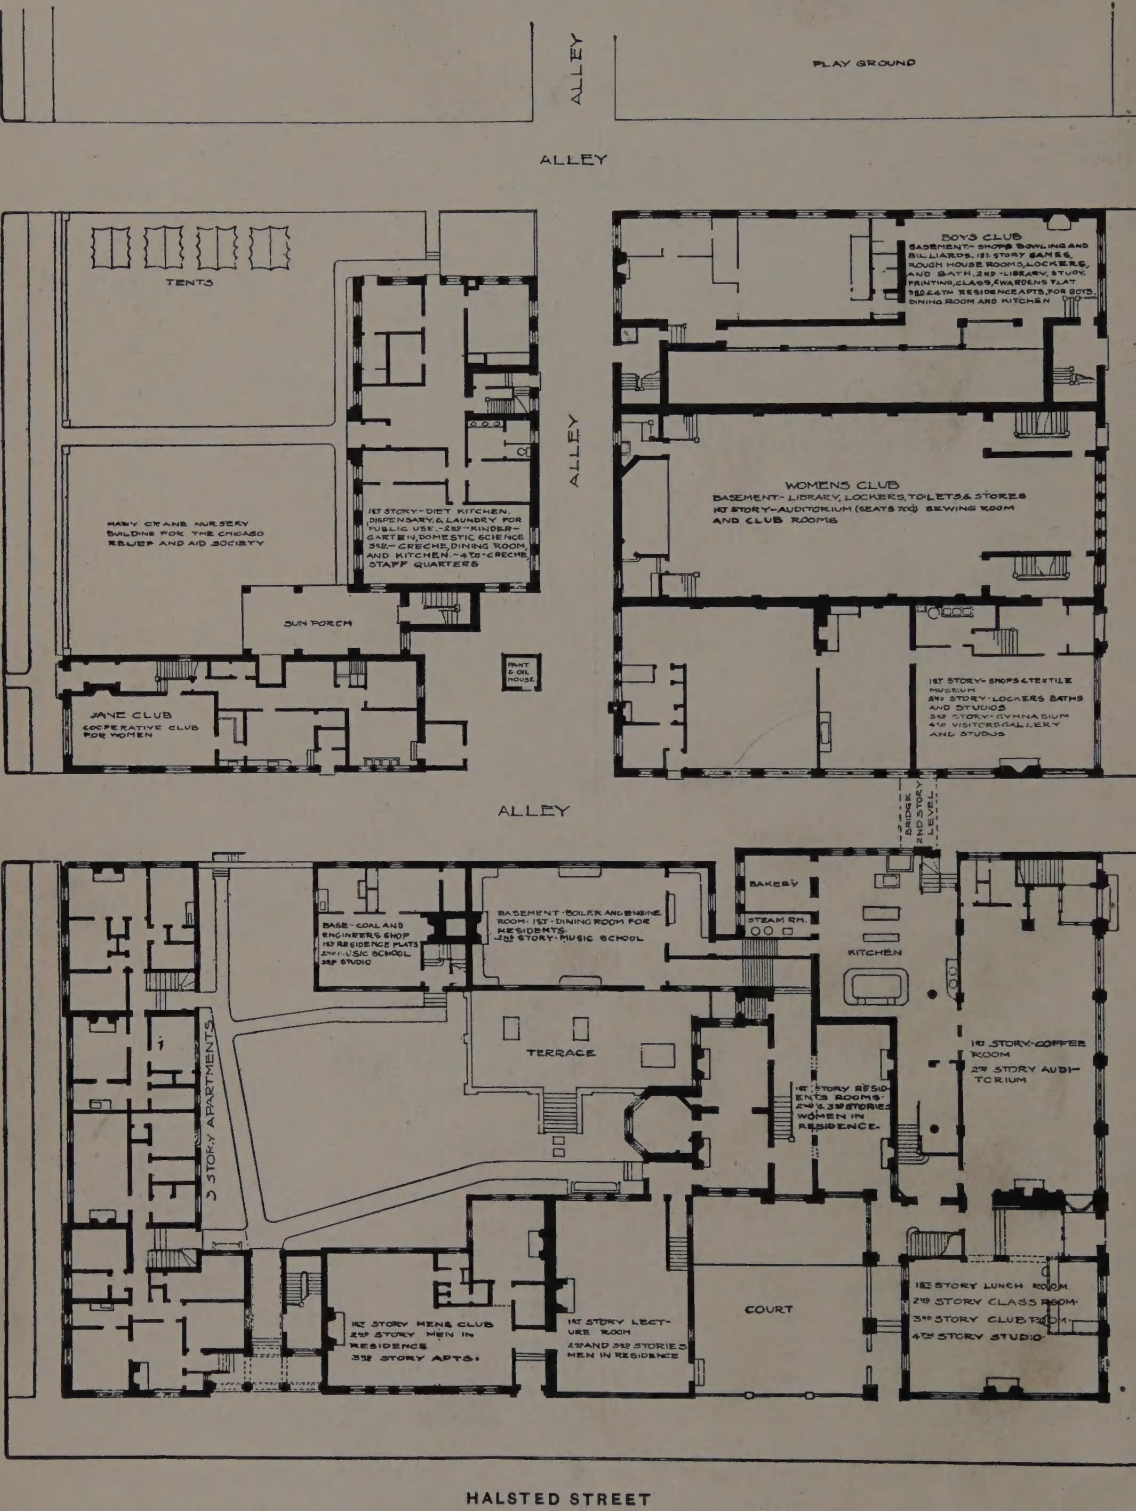 ALLEY
PLAY GROUND
ALLEY
TENTS
BOYS CLUB
BASEMENT-SHOPS BOWLING AND
BILLIARDS. 1ST STORY GAMES,
ROUGH HOUSE ROOMS, LOCKERS,
AND BATH. 2ND-LIBRARY, STUDY,
PRINTING, CLASS, & WARDENS FLAT
3RD & 4TH RESIDENCE APTS, FOR BOYS,
DINING ROOM AND KITCHEN
ALLEY
WOMENS CLUB
BASEMENT-LIBRARY, LOCKERS, TOILETS, & STORES
1ST STORY-AUDITORIUM (SEATS 700) SEWING ROOM
AND CLUB ROOMS
MARY CRANE NURSERY
BUILDING FOR THE CHICAGO
RELIEF AND AID SOCIETY
1ST STORY-DIET KITCHEN,
DISPENSARY, & LAUNDRY FOR
PUBLIC USE,-2ND-KINDER-
GARTEN, DOMESTIC SCIENCE
3RD.-CRECHE, DINING ROOM,
AND KITCHEN.-4TH-CRECHE,
STAFF QUARTERS
SUN PORCH
PAINT
& OIL
HOUSE
JANE CLUB
COOPERATIVE CLUB
FOR WOMEN
1ST STORY-SHOPS & TEXTILE
MUSEUM
2ND STORY-LOCKERS BATHS
AND STUDIOS
3RD STORY-GYMNASIUM
4TH VISITORS GALLERY
AND STUDIOS
ALLEY
BRIDGE
2ND STORY
LEVEL
BASE-COAL AND
ENGINEERS SHOP
1ST RESIDENCE FLATS
2ND MUSIC SCHOOL
3RD STUDIO
BASEMENT-BOILER AND ENGINE
ROOM-1ST-DINING ROOM FOR
RESIDENTS-
2ND STORY-MUSIC SCHOOL
BAKERY
STEAM RM.
KITCHEN
1ST STORY-COFFEE
ROOM
2ND STORY AUDI-
TORIUM
TERRACE
3 STORY APARTMENTS
1ST STORY RESID-
ENTS ROOMS-
2ND & 3RD STORIES
WOMEN IN
RESIDENCE-
1ST STORY MENS CLUB
2ND STORY MEN IN
RESIDENCE
3RD STORY APTS.
1ST STORY LECT-
URE ROOM
2ND AND 3RD STORIES
MEN IN RESIDENCE
COURT
1ST STORY LUNCH ROOM
2ND STORY CLASS ROOM-
3RD STORY CLUB ROOM-
4TH STORY STUDIO-
HALSTED STREET